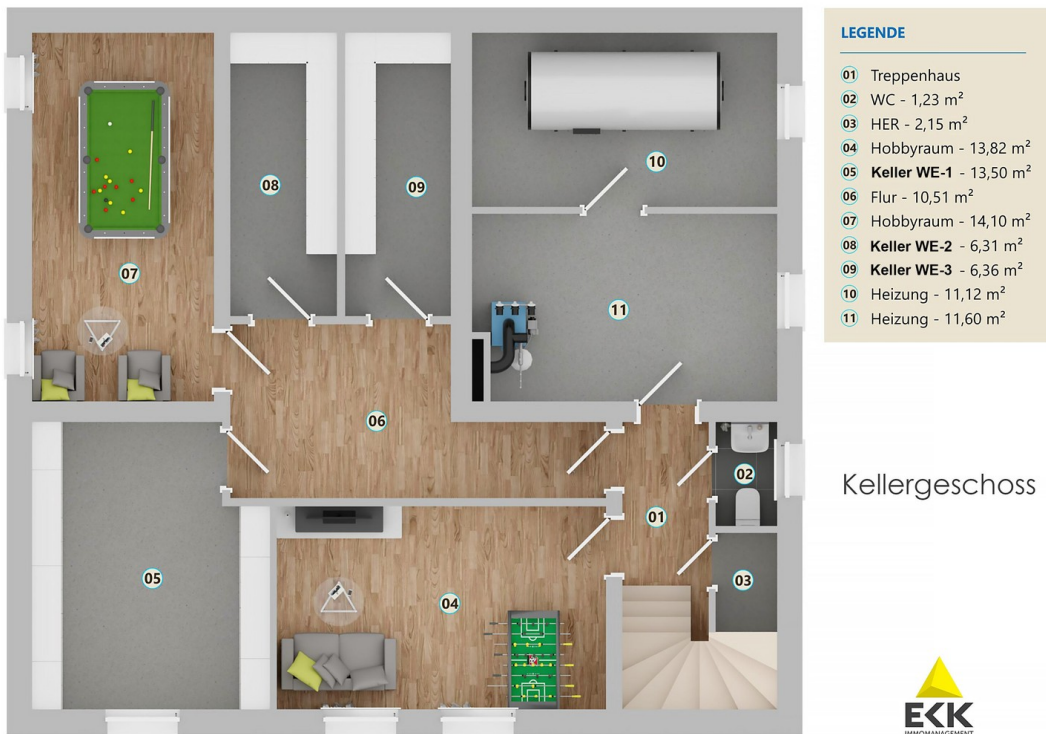 LEGENDE
01 Treppenhaus
02 WC - 1,23 m²
03 HER - 2,15 m²
04 Hobbyraum - 13,82 m²
05 Keller WE-1 - 13,50 m²
06 Flur - 10,51 m²
07 Hobbyraum - 14,10 m²
08 Keller WE-2 - 6,31 m²
09 Keller WE-3 - 6,36 m²
10 Heizung - 11,12 m²
11 Heizung - 11,60 m²
10
08
09
07
11
06
02
01
05
03
04
Kellergeschoss
EKK
IMMOMANAGEMENT